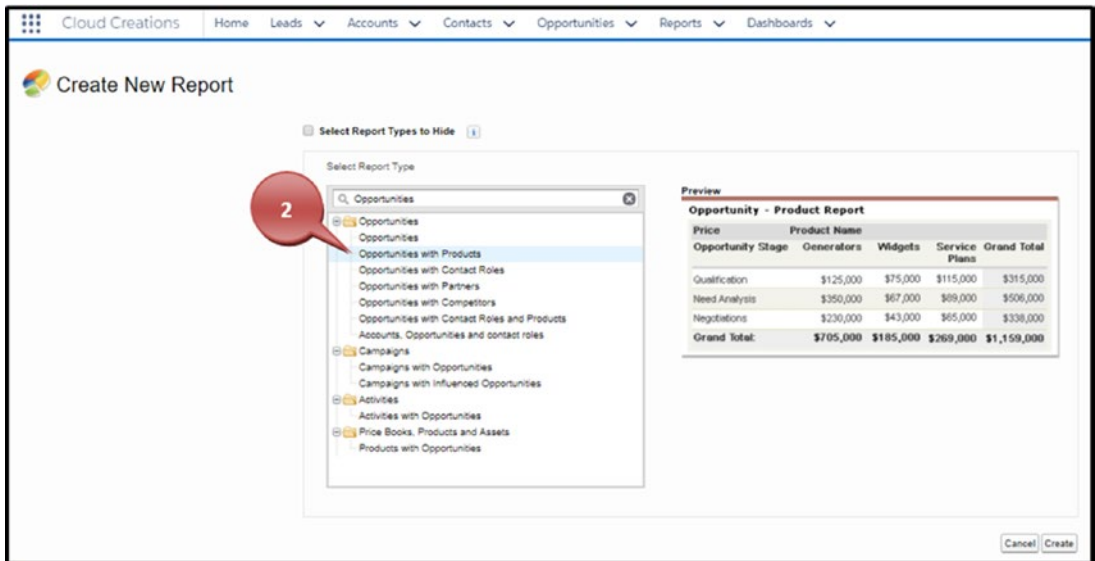 Cloud Creations Home Leads Accounts Contacts Opportunities Reports Dashboards
Create New Report
Select Report Types to Hide i
Select Report Type
Opportunities
2
Opportunities
Opportunities
Opportunities with Products
Opportunities with Contact Roles
Opportunities with Partners
Opportunities with Competitors
Opportunities with Contact Roles and Products
Accounts, Opportunities and contact roles
Campaigns
Campaigns with Opportunities
Campaigns with Influenced Opportunities
Activities
Activities with Opportunities
Price Books, Products and Assets
Products with Opportunities
Preview
Opportunity - Product Report
Price Product Name
Opportunity Stage Generators Widgets Service Plans Grand Total
Qualification $125,000 $75,000 $115,000 $315,000
Need Analysis $350,000 $67,000 $89,000 $506,000
Negotiations $230,000 $43,000 $65,000 $338,000
Grand Total: $705,000 $185,000 $269,000 $1,159,000
Cancel Create